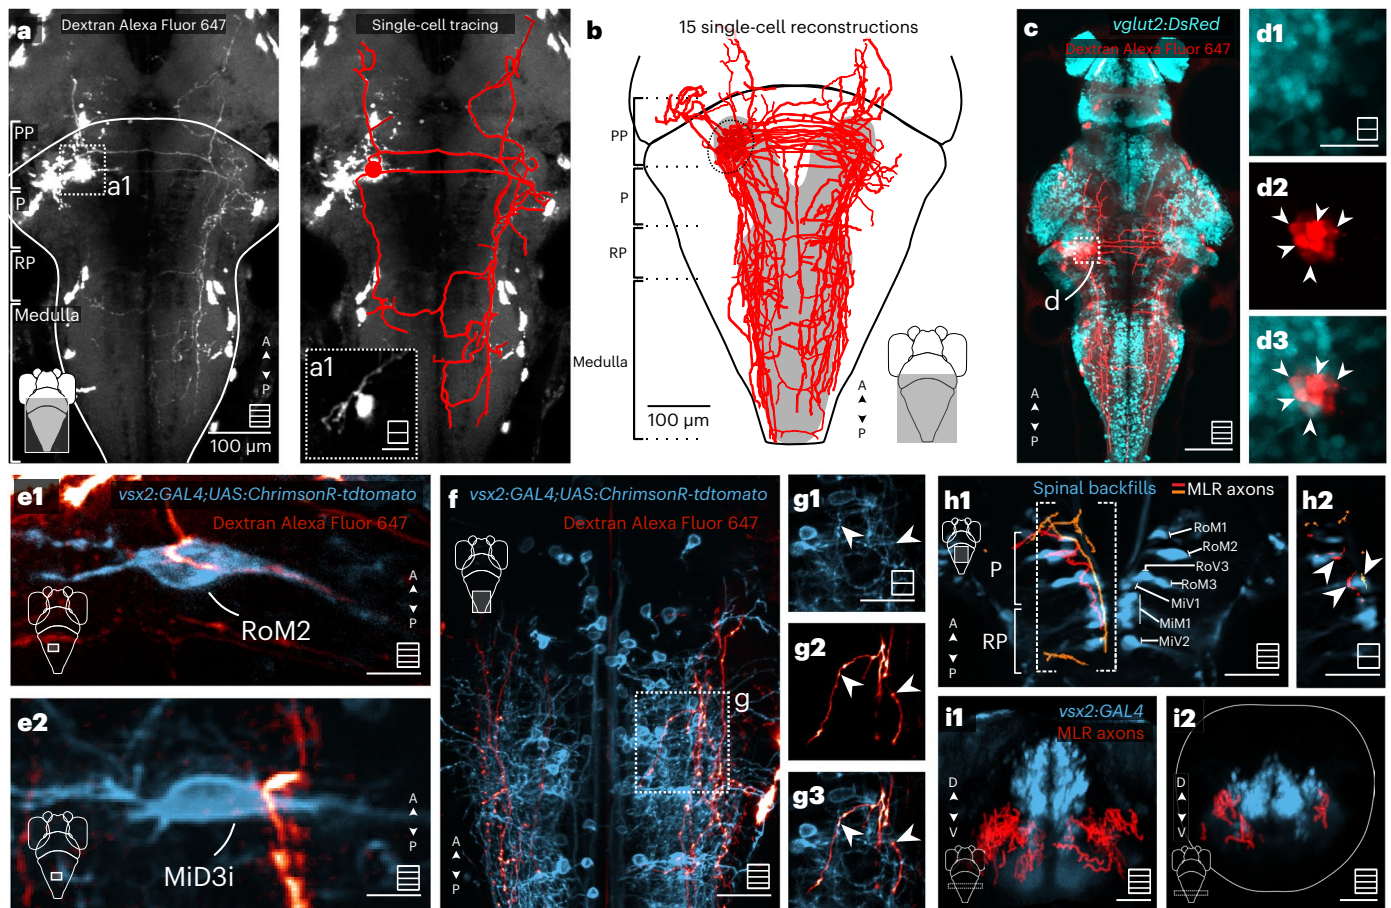 a
Dextran Alexa Fluor 647
PP
a1
P
RP
Medulla
A
P
100 µm
Single-cell tracing
a1
b
15 single-cell reconstructions
PP
P
RP
Medulla
100 µm
A
P
c
vglut2:DsRed
Dextran Alexa Fluor 647
d
A
P
d1
d2
d3
e1
vsx2:GAL4;UAS:ChrimsonR-tdtomato
Dextran Alexa Fluor 647
RoM2
A
P
e2
MiD3i
A
P
f
vsx2:GAL4;UAS:ChrimsonR-tdtomato
Dextran Alexa Fluor 647
g
A
P
g1
g2
g3
h1
Spinal backfills
MLR axons
P
RP
A
P
RoM1
RoM2
RoV3
RoM3
MiV1
MiM1
MiV2
h2
i1
vsx2:GAL4
MLR axons
D
V
i2
D
V